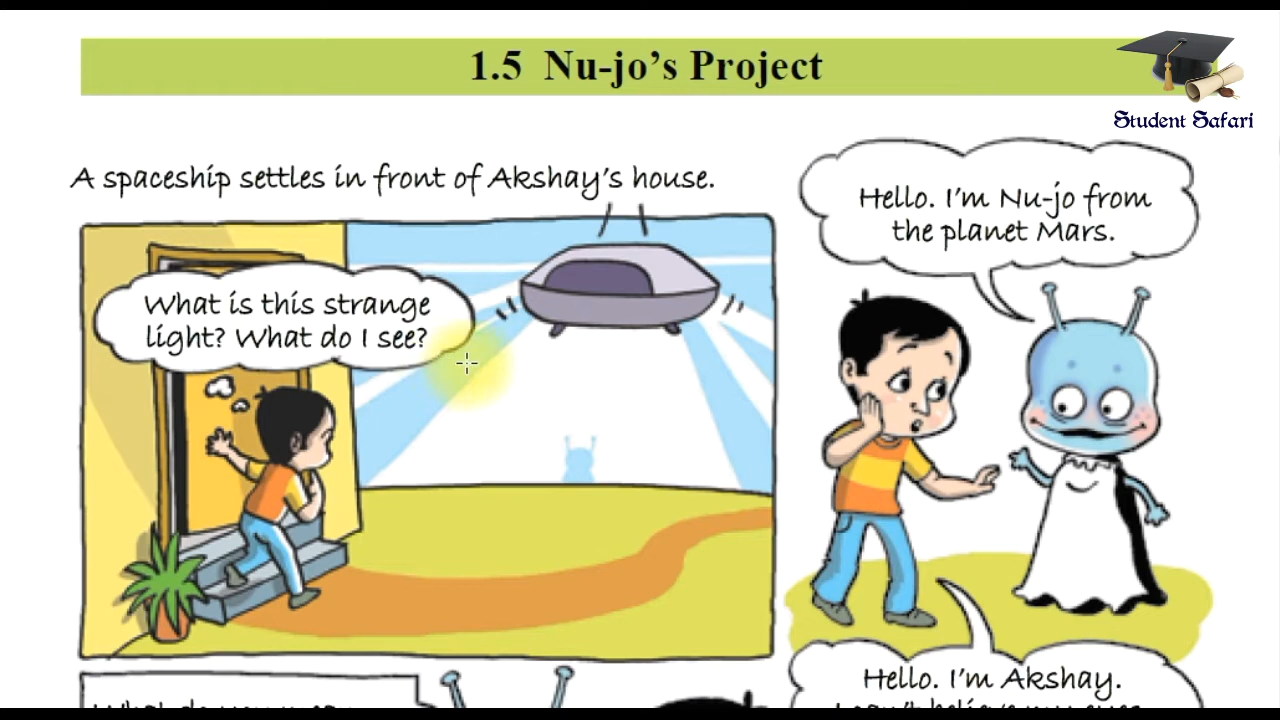 1.5 Nu-jo's Project
Student Safari
A spaceship settles in front of Akshay's house.
What is this strange
light? What do I see?
Hello. I'm Nu-jo from
the planet Mars.
Hello. I'm Akshay.